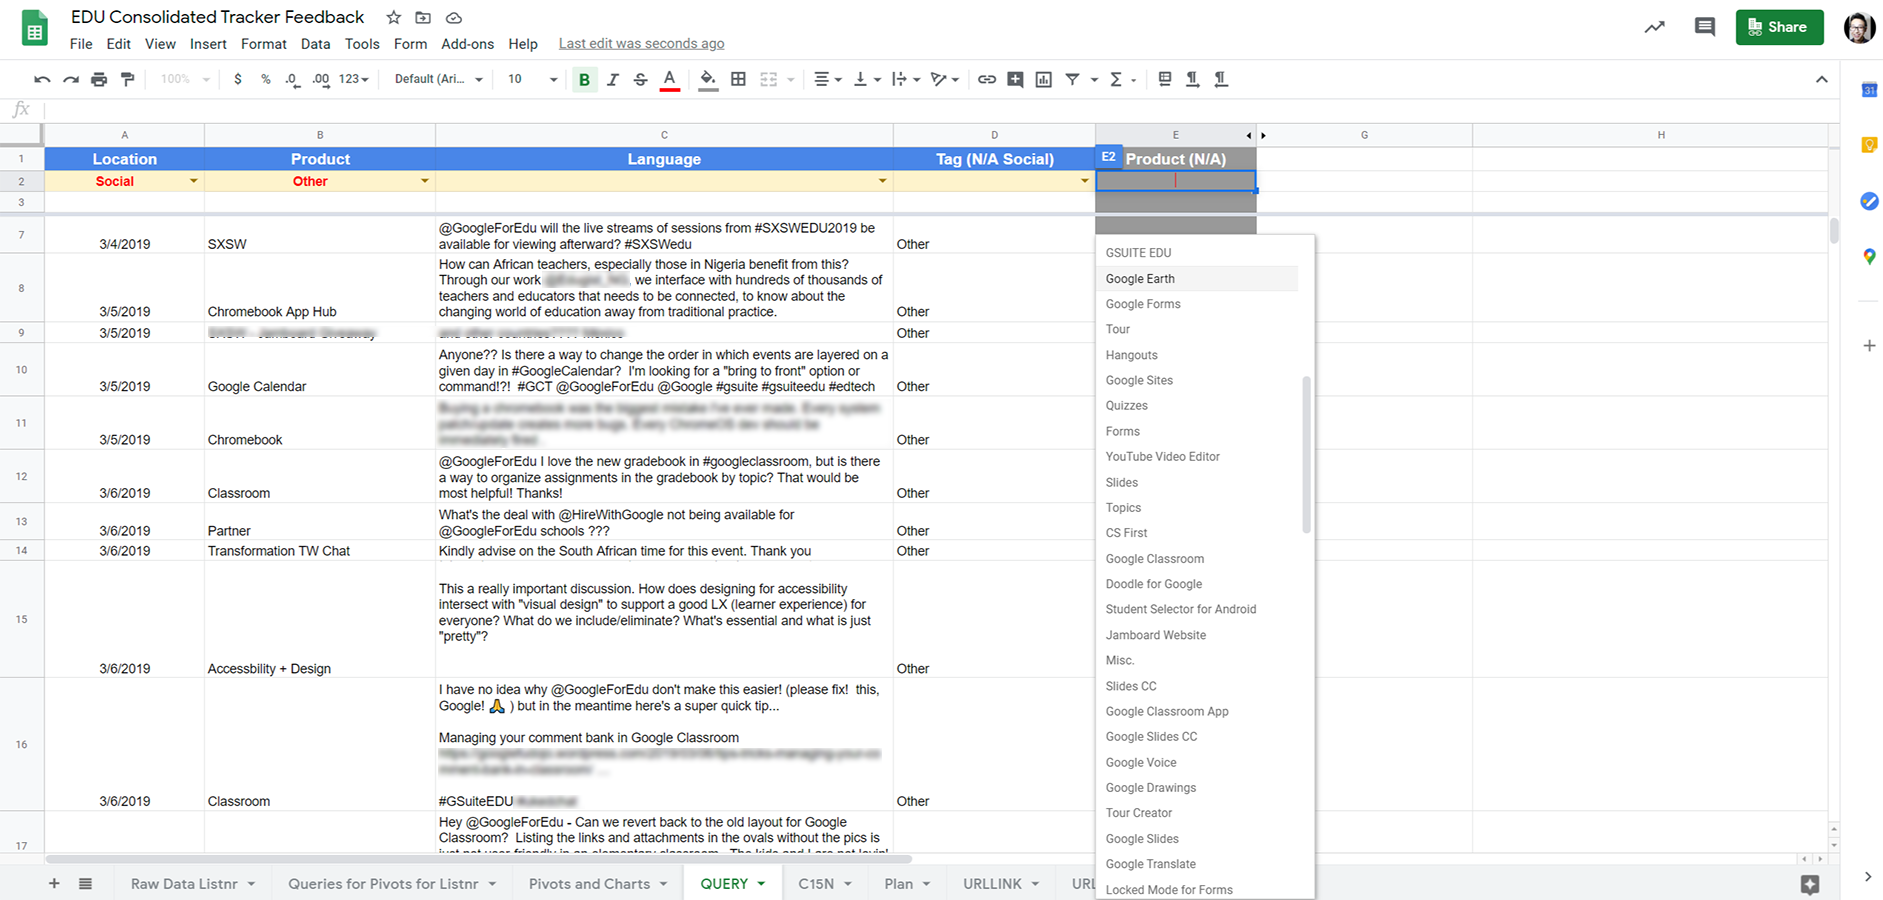 EDU Consolidated Tracker Feedback
File Edit View Insert Format Data Tools Form Add-ons Help Last edit was seconds ago
Share
100% $ % .0 .00 123 Default (Ari... 10 B I S A
31
fx
A B C D E G H
1 Location Product Language Tag (N/A Social) E2 Product (N/A)
2 Social Other
3
7 3/4/2019 SXSW @GoogleForEdu will the live streams of sessions from #SXSWEDU2019 be
available for viewing afterward? #SXSWedu Other
8 3/5/2019 Chromebook App Hub How can African teachers, especially those in Nigeria benefit from this?
Through our work , we interface with hundreds of thousands of
teachers and educators that needs to be connected, to know about the
changing world of education away from traditional practice. Other
9 3/5/2019 Other
10 3/5/2019 Google Calendar Anyone?? Is there a way to change the order in which events are layered on a
given day in #GoogleCalendar? I'm looking for a "bring to front" option or
command!?! #GCT @GoogleForEdu @Google #gsuite #gsuiteedu #edtech Other
11 3/5/2019 Chromebook Other
12 3/6/2019 Classroom @GoogleForEdu I love the new gradebook in #googleclassroom, but is there
a way to organize assignments in the gradebook by topic? That would be
most helpful! Thanks! Other
13 3/6/2019 Partner What's the deal with @HireWithGoogle not being available for
@GoogleForEdu schools ??? Other
14 3/6/2019 Transformation TW Chat Kindly advise on the South African time for this event. Thank you Other
15 3/6/2019 Accessbility + Design This a really important discussion. How does designing for accessibility
intersect with "visual design" to support a good LX (learner experience) for
everyone? What do we include/eliminate? What's essential and what is just
"pretty"? Other
16 3/6/2019 Classroom I have no idea why @GoogleForEdu don't make this easier! (please fix! this,
Google! 🙏 ) but in the meantime here's a super quick tip...
Managing your comment bank in Google Classroom
#GSuiteEDU Other
17 Hey @GoogleForEdu - Can we revert back to the old layout for Google
Classroom? Listing the links and attachments in the ovals without the pics is
GSUITE EDU
Google Earth
Google Forms
Tour
Hangouts
Google Sites
Quizzes
Forms
YouTube Video Editor
Slides
Topics
CS First
Google Classroom
Doodle for Google
Student Selector for Android
Jamboard Website
Misc.
Slides CC
Google Classroom App
Google Slides CC
Google Voice
Google Drawings
Tour Creator
Google Slides
Google Translate
Locked Mode for Forms
Raw Data Listnr Queries for Pivots for Listnr Pivots and Charts QUERY C15N Plan URLLINK